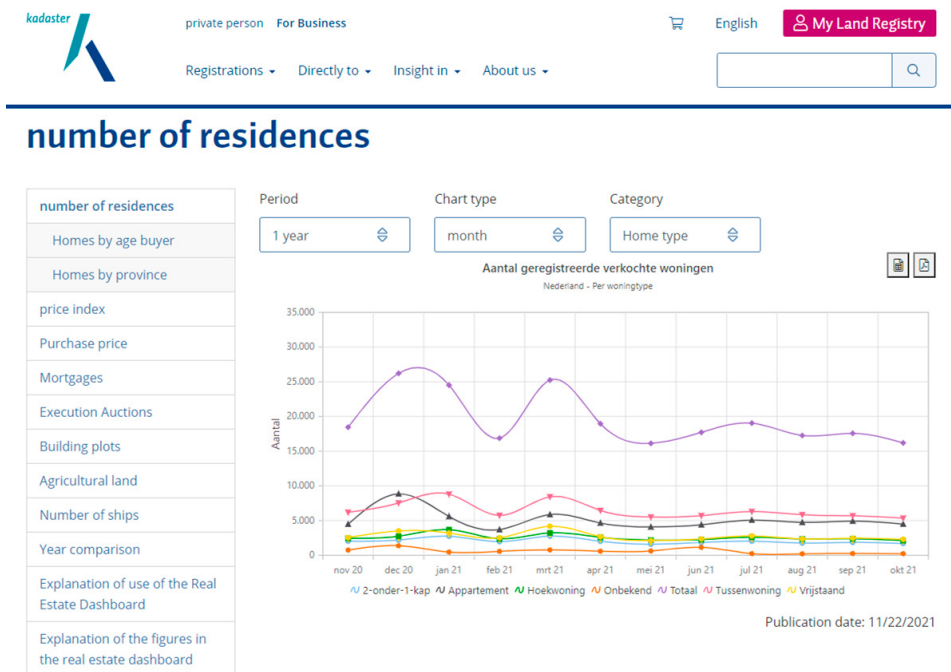 kadaster
private person For Business
English
My Land Registry
Registrations Directly to Insight in About us
number of residences
number of residences
Homes by age buyer
Homes by province
price index
Purchase price
Mortgages
Execution Auctions
Building plots
Agricultural land
Number of ships
Year comparison
Explanation of use of the Real
Estate Dashboard
Explanation of the figures in
the real estate dashboard
Period Chart type Category
1 year month Home type
Aantal geregistreerde verkochte woningen
Nederland - Per woningtype
Aantal
35.000
30.000
25.000
20.000
15.000
10.000
5.000
0
nov 20 dec 20 jan 21 feb 21 mrt 21 apr 21 mei 21 jun 21 jul 21 aug 21 sep 21 okt 21
2-onder-1-kap Appartement Hoekwoning Onbekend Totaal Tussenwoning Vrijstaand
Publication date: 11/22/2021